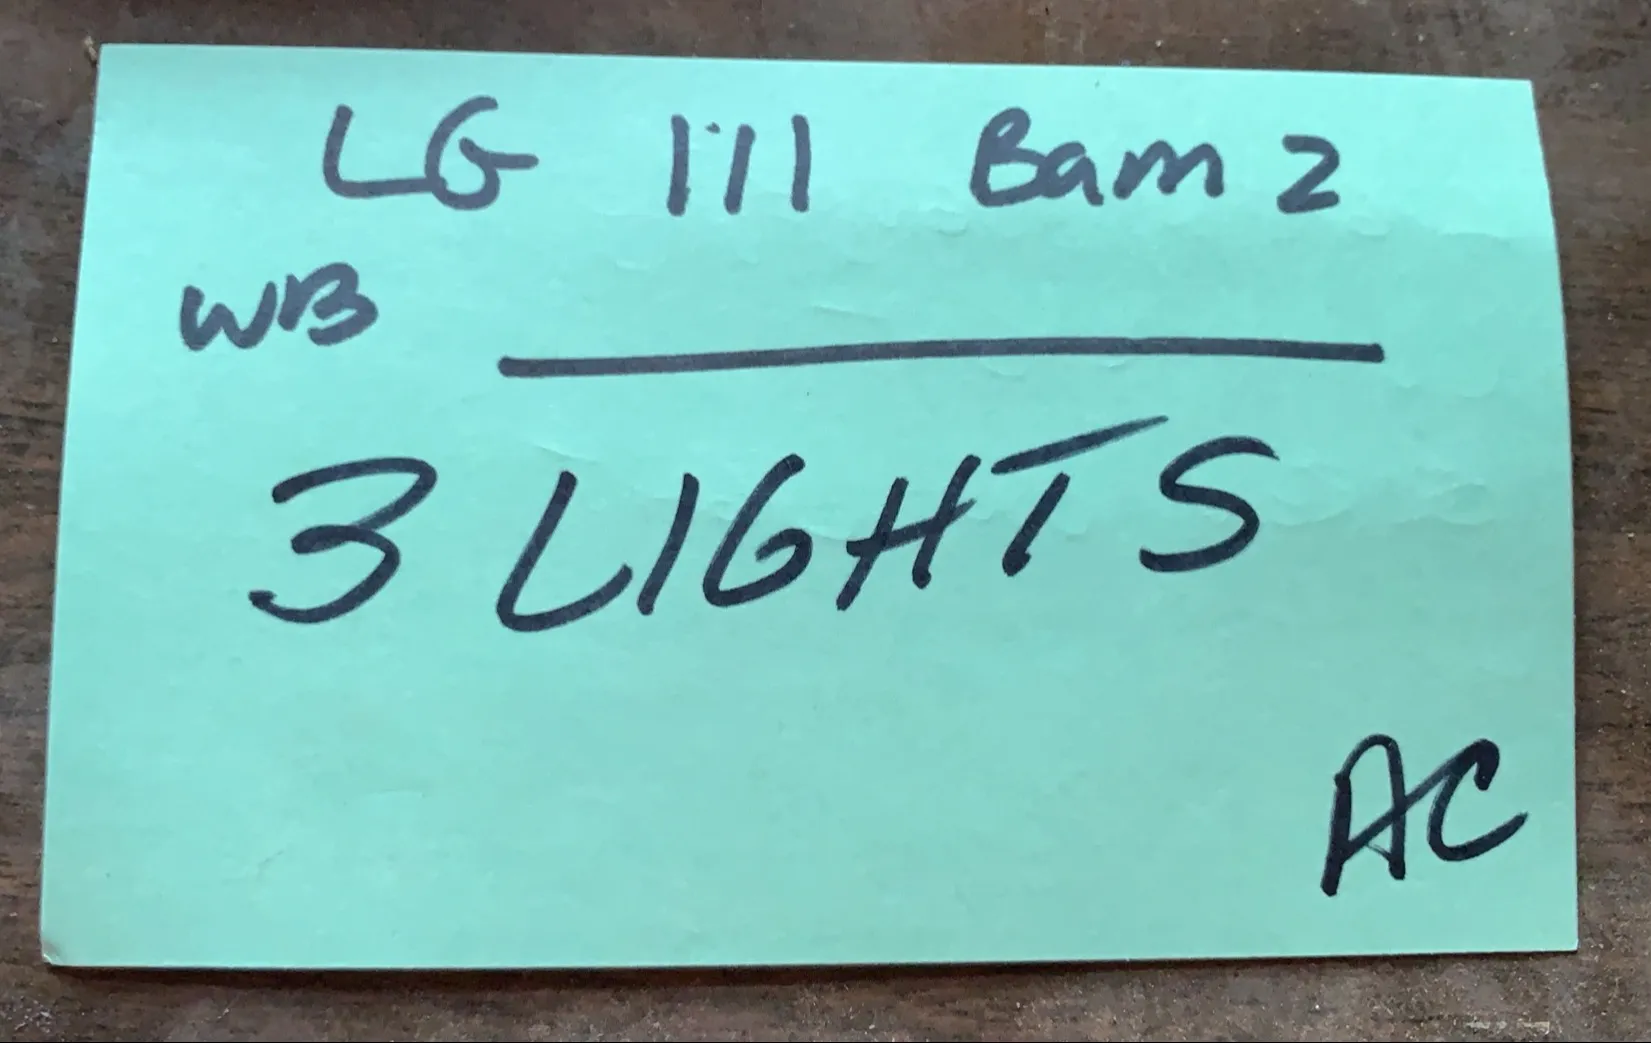 LG 111 Bam 2
WB
3 LIGHTS
AC